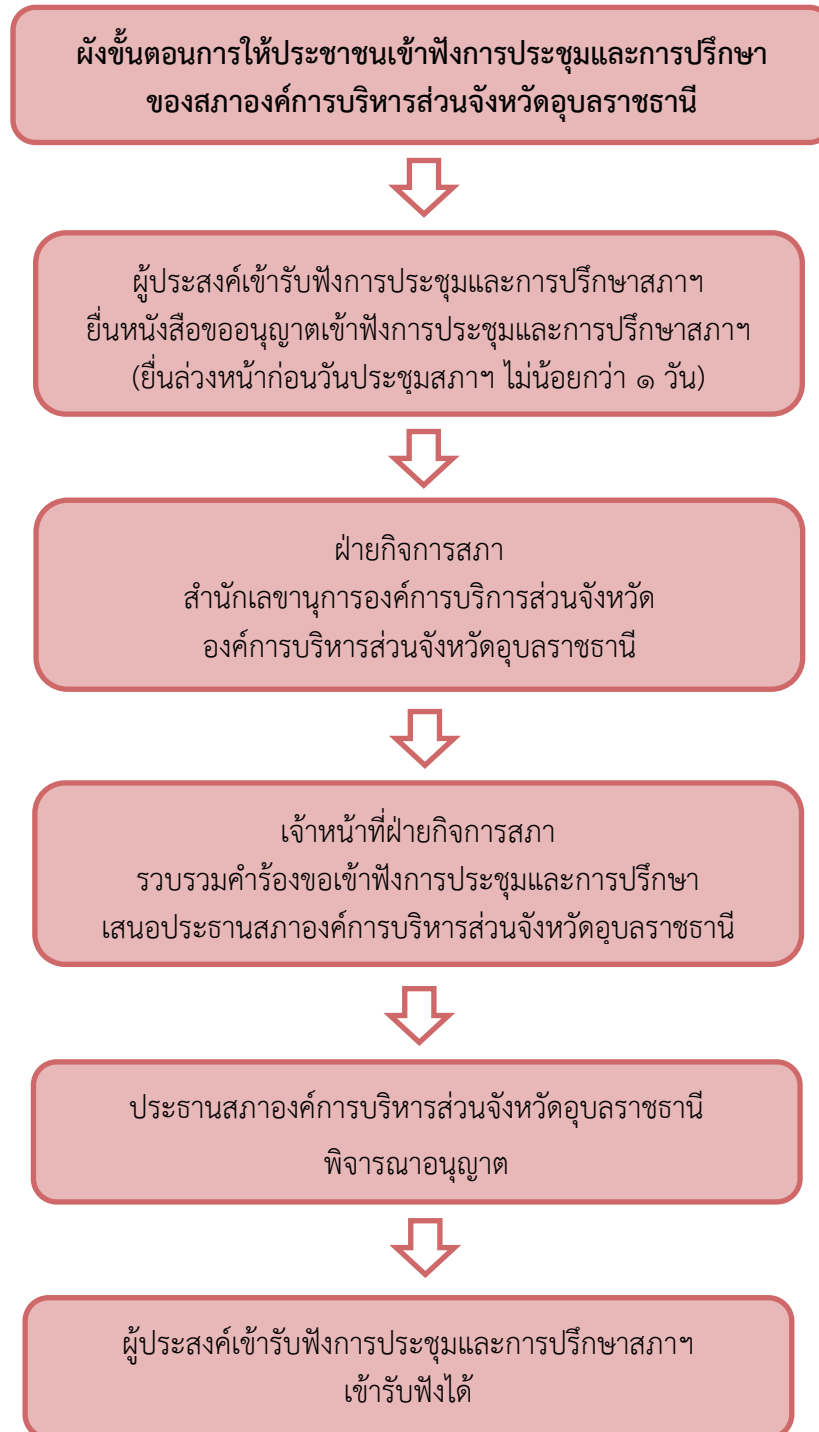 ผังขั้นตอนการให้ประชาชนเข้าฟังการประชุมและการปรึกษา
ของสภาองค์การบริหารส่วนจังหวัดอุบลราชธานี
ผู้ประสงค์เข้ารับฟังการประชุมและการปรึกษาสภาฯ
ยื่นหนังสือขออนุญาตเข้าฟังการประชุมและการปรึกษาสภาฯ
(ยื่นล่วงหน้าก่อนวันประชุมสภาฯ ไม่น้อยกว่า ๑ วัน)
ฝ่ายกิจการสภา
สำนักเลขานุการองค์การบริการส่วนจังหวัด
องค์การบริหารส่วนจังหวัดอุบลราชธานี
เจ้าหน้าที่ฝ่ายกิจการสภา
รวบรวมคำร้องขอเข้าฟังการประชุมและการปรึกษา
เสนอประธานสภาองค์การบริหารส่วนจังหวัดอุบลราชธานี
ประธานสภาองค์การบริหารส่วนจังหวัดอุบลราชธานี
พิจารณาอนุญาต
ผู้ประสงค์เข้ารับฟังการประชุมและการปรึกษาสภาฯ
เข้ารับฟังได้